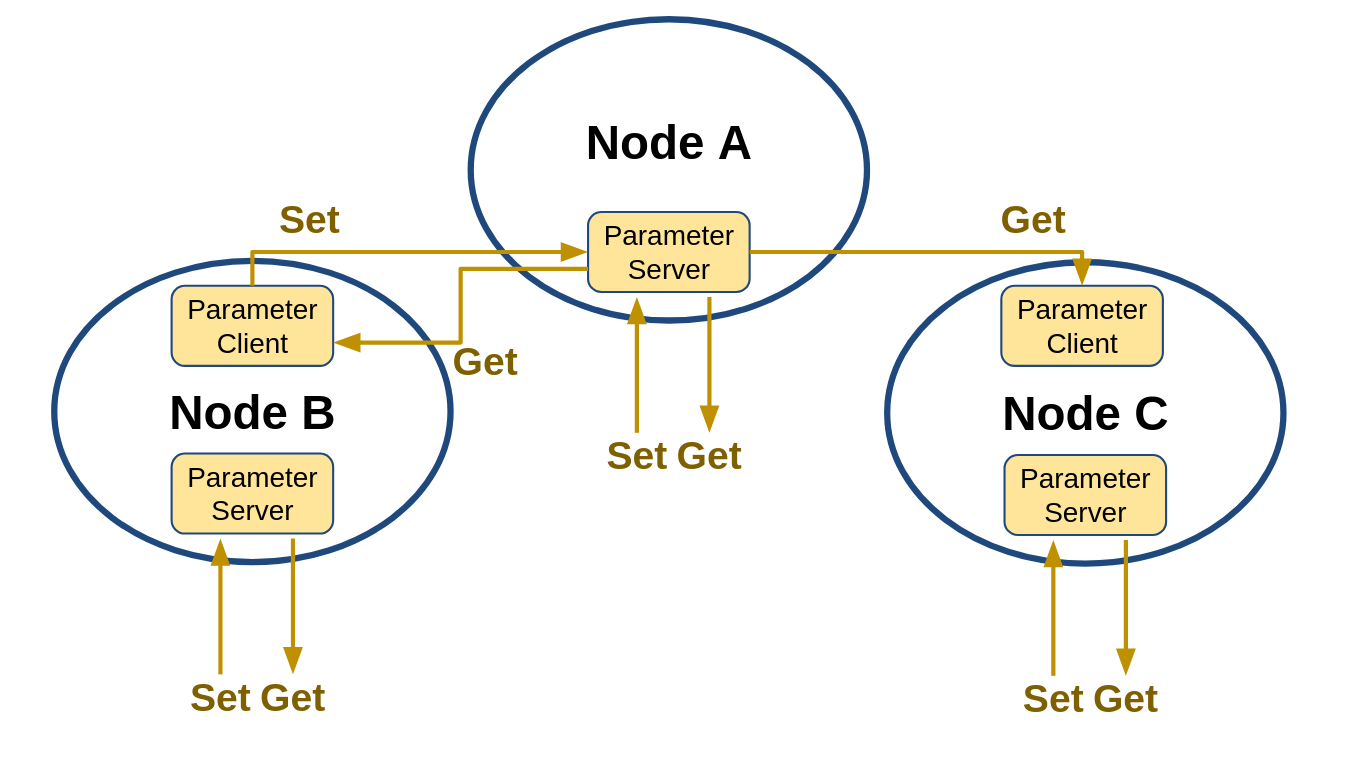 Node A
Set
Get
Parameter
Server
Parameter
Client
Get
Parameter
Client
Node B
Node C
Set Get
Parameter
Server
Parameter
Server
Set Get
Set Get